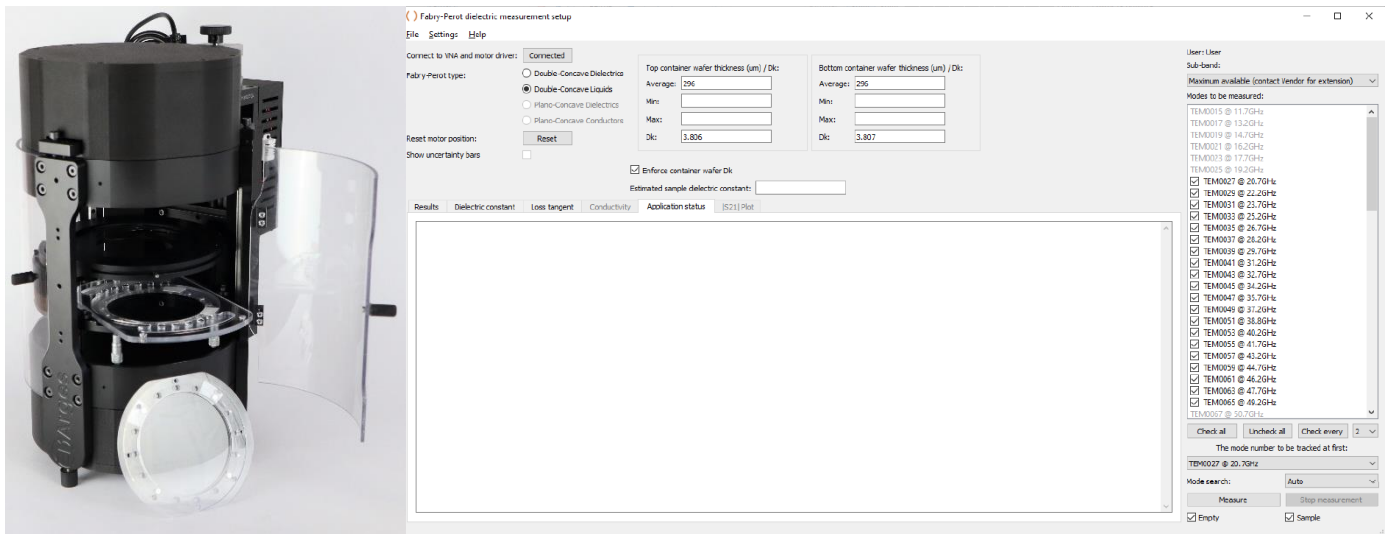 ( ) Fabry-Perot dielectric measurement setup
File Settings Help
Connect to VNA and motor driver: Connected
Fabry-Perot type:
Double-Concave Dielectrics
Double-Concave Liquids
Plano-Concave Dielectrics
Plano-Concave Conductors
Reset motor position: Reset
Show uncertainty bars
Top container wafer thickness (um) / Dk:
Average: 296
Min:
Max:
Dk: 3.806
Bottom container wafer thickness (um) / Dk:
Average: 296
Min:
Max:
Dk: 3.807
Enforce container wafer Dk
Estimated sample dielectric constant:
Results Dielectric constant Loss tangent Conductivity Application status |S21| Plot
User: User
Sub-band:
Maximum available (contact Vendor for extension)
Modes to be measured:
TEM0015 @ 11.7GHz
TEM0017 @ 13.2GHz
TEM0019 @ 14.7GHz
TEM0021 @ 16.2GHz
TEM0023 @ 17.7GHz
TEM0025 @ 19.2GHz
TEM0027 @ 20.7GHz
TEM0029 @ 22.2GHz
TEM0031 @ 23.7GHz
TEM0033 @ 25.2GHz
TEM0035 @ 26.7GHz
TEM0037 @ 28.2GHz
TEM0039 @ 29.7GHz
TEM0041 @ 31.2GHz
TEM0043 @ 32.7GHz
TEM0045 @ 34.2GHz
TEM0047 @ 35.7GHz
TEM0049 @ 37.2GHz
TEM0051 @ 38.8GHz
TEM0053 @ 40.2GHz
TEM0055 @ 41.7GHz
TEM0057 @ 43.2GHz
TEM0059 @ 44.7GHz
TEM0061 @ 46.2GHz
TEM0063 @ 47.7GHz
TEM0065 @ 49.2GHz
TEM0067 @ 50.7GHz
Check all Uncheck all Check every 2
The mode number to be tracked at first:
TEM0027 @ 20.7GHz
Mode search: Auto
Measure Stop measurement
Empty Sample